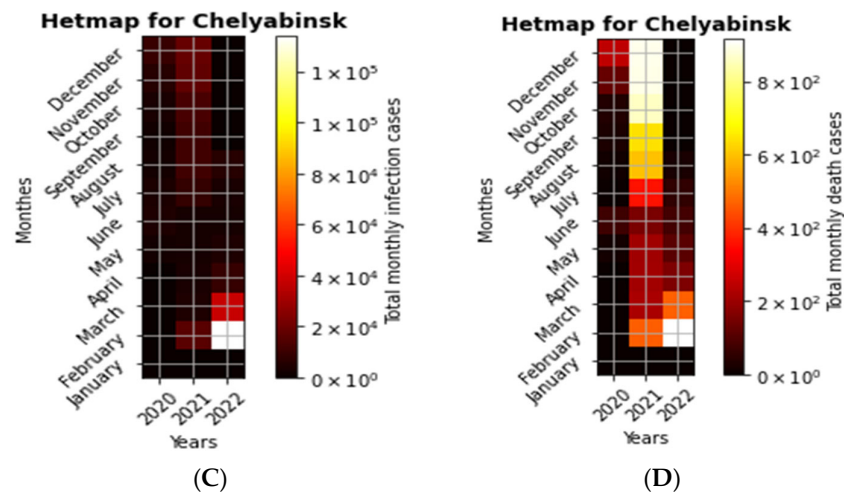 Hetmap for Chelyabinsk
December
November
October
September
August
July
June
May
April
March
February
January
Monthes
2020 2021 2022
Years
1 × 10⁵
1 × 10⁵
8 × 10⁴
6 × 10⁴
4 × 10⁴
2 × 10⁴
0 × 10⁰
Total monthly infection cases
(C)
Hetmap for Chelyabinsk
December
November
October
September
August
July
June
May
April
March
February
January
Monthes
2020 2021 2022
Years
8 × 10²
6 × 10²
4 × 10²
2 × 10²
0 × 10⁰
Total monthly death cases
(D)